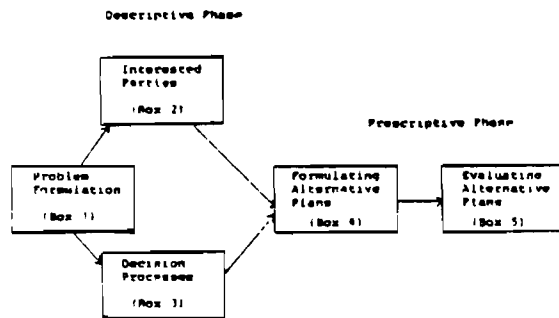 Descriptive Phase
Interested
Parties
(Box 2)
Prescriptive Phase
Problem
Formulation
(Box 1)
Formulating
Alternative
Plans
(Box 4)
Evaluating
Alternative
Plans
(Box 5)
Decision
Processes
(Box 3)